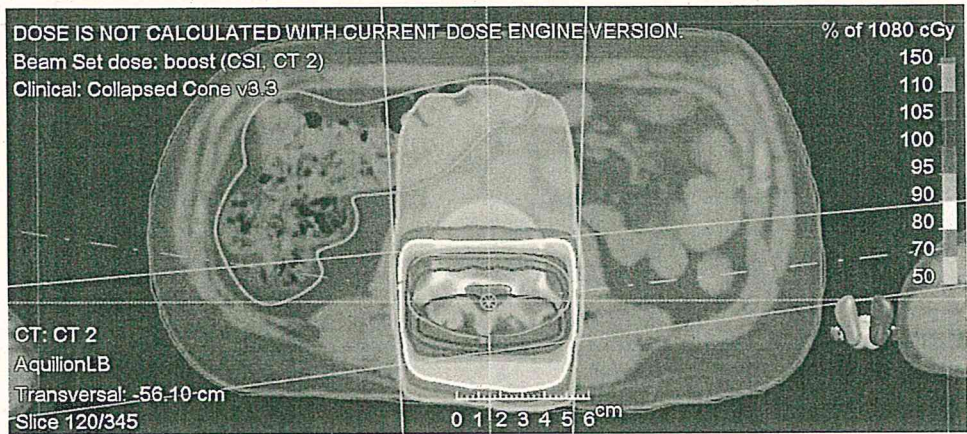 DOSE IS NOT CALCULATED WITH CURRENT DOSE ENGINE VERSION.
% of 1080 cGy
Beam Set dose: boost (CSI, CT 2)
Clinical: Collapsed Cone v3.3
150
110
105
100
95
90
80
70
50
CT: CT 2
AquilionLB
Transversal: -56.10 cm
Slice 120/345
0 1 2 3 4 5 6 cm